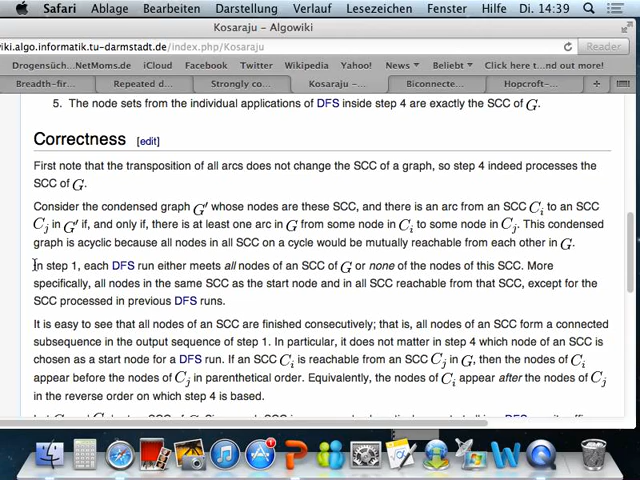 Safari Ablage Bearbeiten Darstellung Verlauf Lesezeichen Fenster Hilfe Di. 14:39
Kosaraju - Algowiki
iki.algo.informatik.tu-darmstadt.de/index.php/Kosaraju Reader
Drogensüch...NetMoms.de iCloud Facebook Twitter Wikipedia Yahoo! News Beliebt Click here t...nd out more!
Breadth-fir... Repeated d... Strongly co... Kosaraju - ... Biconnecte... Hopcroft-...
5. The node sets from the individual applications of DFS inside step 4 are exactly the SCC of G.
Correctness [edit]
First note that the transposition of all arcs does not change the SCC of a graph, so step 4 indeed processes the
SCC of G.
Consider the condensed graph G' whose nodes are these SCC, and there is an arc from an SCC Ci to an SCC
Cj in G' if, and only if, there is at least one arc in G from some node in Ci to some node in Cj. This condensed
graph is acyclic because all nodes in all SCC on a cycle would be mutually reachable from each other in G.
In step 1, each DFS run either meets all nodes of an SCC of G or none of the nodes of this SCC. More
specifically, all nodes in the same SCC as the start node and in all SCC reachable from that SCC, except for the
SCC processed in previous DFS runs.
It is easy to see that all nodes of an SCC are finished consecutively; that is, all nodes of an SCC form a connected
subsequence in the output sequence of step 1. In particular, it does not matter in step 4 which node of an SCC is
chosen as a start node for a DFS run. If an SCC Ci is reachable from an SCC Cj in G, then the nodes of Ci
appear before the nodes of Cj in parenthetical order. Equivalently, the nodes of Ci appear after the nodes of Cj
in the reverse order on which step 4 is based.